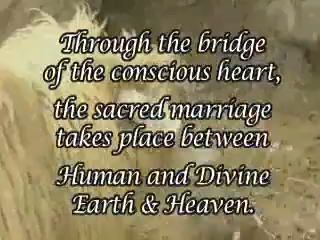 Through the bridge
of the conscious heart,
the sacred marriage
takes place between
Human and Divine
Earth & Heaven.